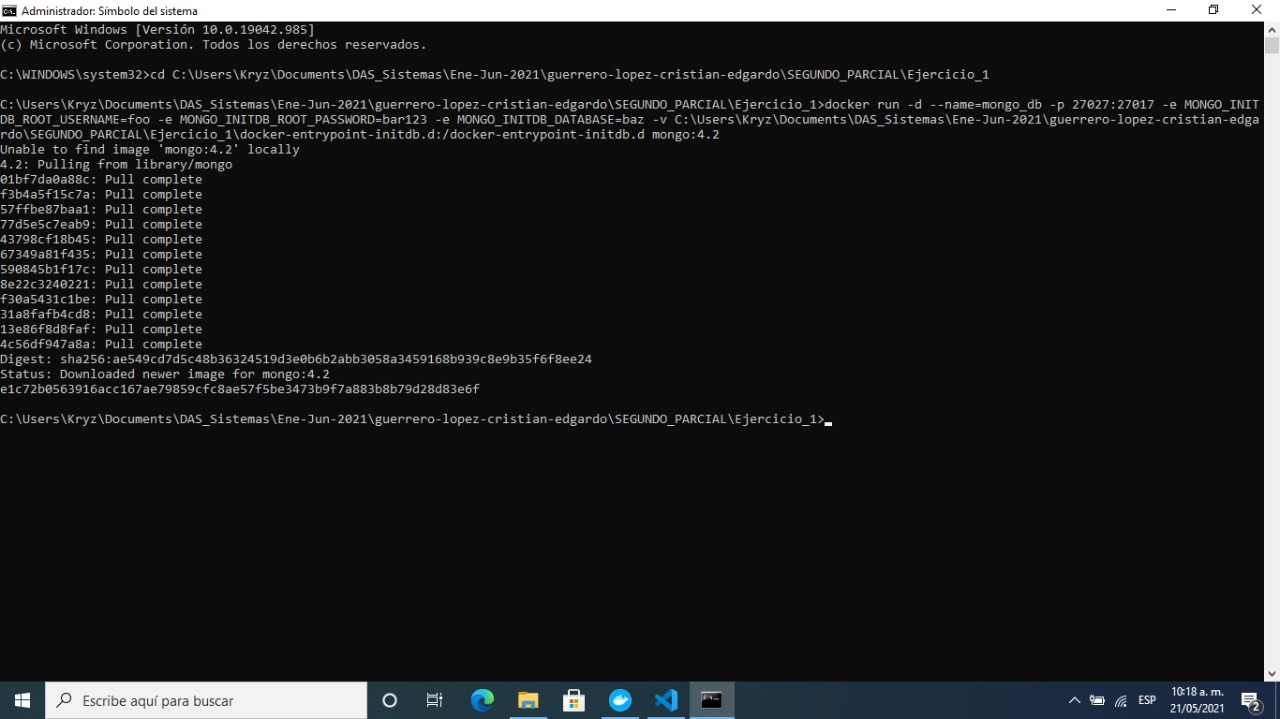 Administrador: Símbolo del sistema
Microsoft Windows [Versión 10.0.19042.985]
(c) Microsoft Corporation. Todos los derechos reservados.
C:\WINDOWS\system32>cd C:\Users\Kryz\Documents\DAS_Sistemas\Ene-Jun-2021\guerrero-lopez-cristian-edgardo\SEGUNDO_PARCIAL\Ejercicio_1
C:\Users\Kryz\Documents\DAS_Sistemas\Ene-Jun-2021\guerrero-lopez-cristian-edgardo\SEGUNDO_PARCIAL\Ejercicio_1>docker run -d --name=mongo_db -p 27027:27017 -e MONGO_INIT
DB_ROOT_USERNAME=foo -e MONGO_INITDB_ROOT_PASSWORD=bar123 -e MONGO_INITDB_DATABASE=baz -v C:\Users\Kryz\Documents\DAS_Sistemas\Ene-Jun-2021\guerrero-lopez-cristian-edga
rdo\SEGUNDO_PARCIAL\Ejercicio_1\docker-entrypoint-initdb.d:/docker-entrypoint-initdb.d mongo:4.2
Unable to find image 'mongo:4.2' locally
4.2: Pulling from library/mongo
01bf7da0a88c: Pull complete
f3b4a5f15c7a: Pull complete
57ffbe87baa1: Pull complete
77d5e5c7eab9: Pull complete
43798cf18b45: Pull complete
67349a81f435: Pull complete
590845b1f17c: Pull complete
8e22c3240221: Pull complete
f30a5431c1be: Pull complete
31a8fafb4cd8: Pull complete
13e86f8d8faf: Pull complete
4c56df947a8a: Pull complete
Digest: sha256:ae549cd7d5c48b36324519d3e0b6b2abb3058a3459168b939c8e9b35f6f8ee24
Status: Downloaded newer image for mongo:4.2
e1c72b0563916acc167ae79859cfc8ae57f5be3473b9f7a883b8b79d28d83e6f
C:\Users\Kryz\Documents\DAS_Sistemas\Ene-Jun-2021\guerrero-lopez-cristian-edgardo\SEGUNDO_PARCIAL\Ejercicio_1>
Escribe aquí para buscar
ESP
10:18 a. m.
21/05/2021
2